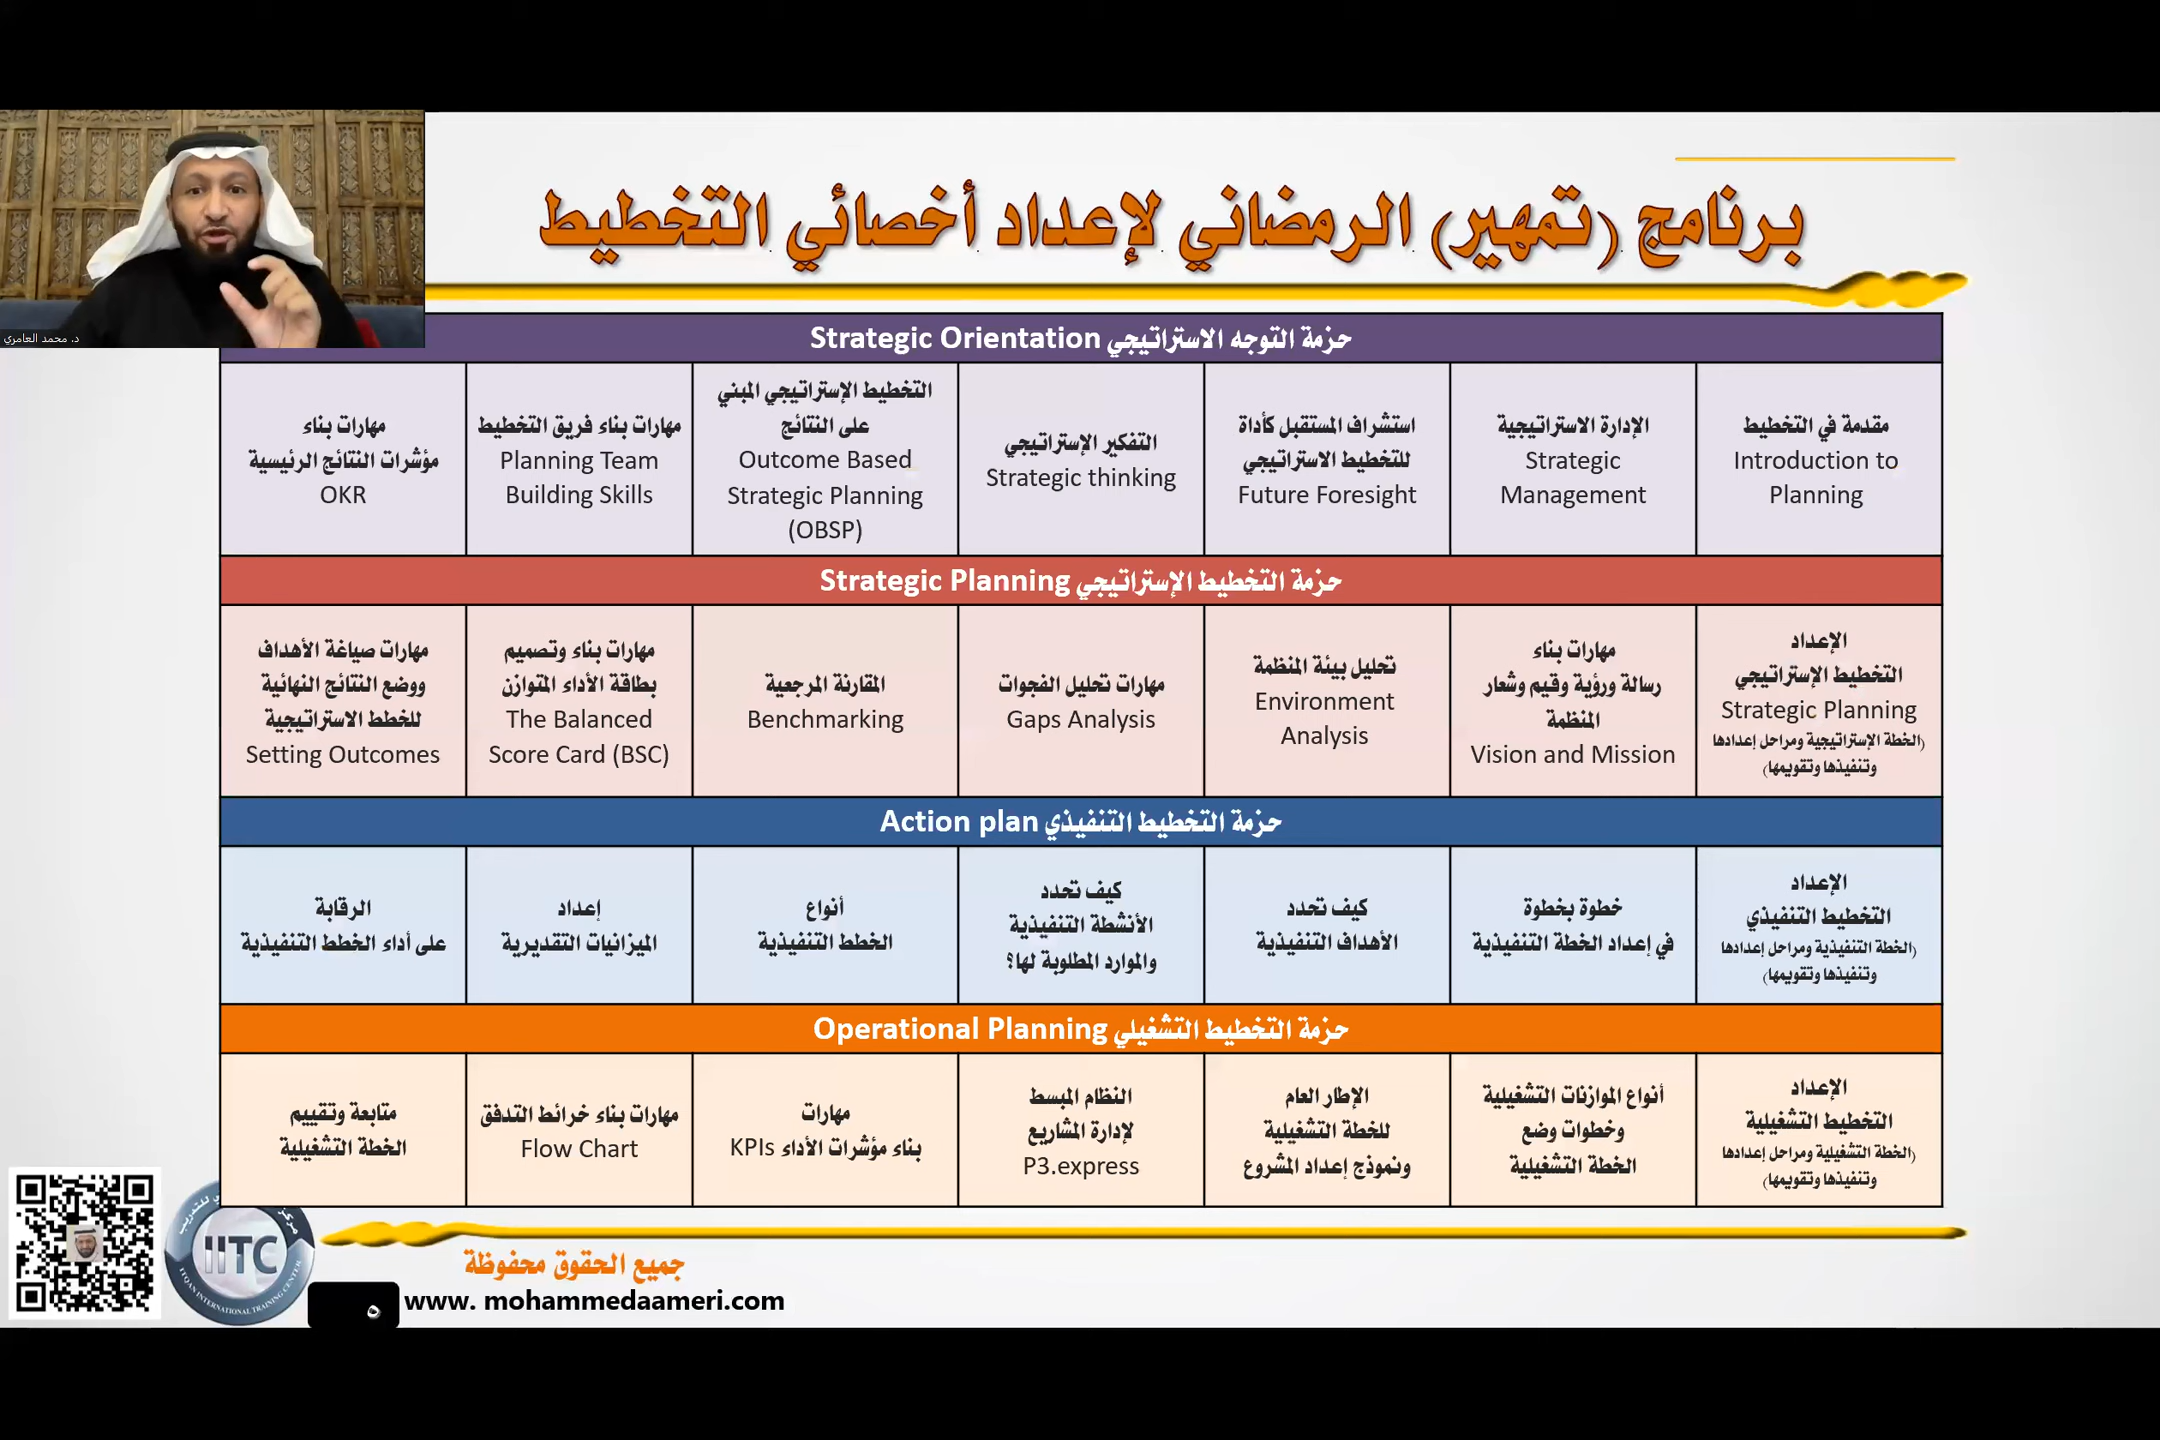 برنامج (تمهير) الرمضاني لإعداد أخصائي التخطيط
د. محمد العامري
حزمة التوجه الاستراتيجي Strategic Orientation
مقدمة في التخطيط
Introduction to
Planning
الإدارة الاستراتيجية
Strategic
Management
استشراف المستقبل كأداة
للتخطيط الاستراتيجي
Future Foresight
التفكير الإستراتيجي
Strategic thinking
التخطيط الإستراتيجي المبني
على النتائج
Outcome Based
Strategic Planning
(OBSP)
مهارات بناء فريق التخطيط
Planning Team
Building Skills
مهارات بناء
مؤشرات النتائج الرئيسية
OKR
حزمة التخطيط الإستراتيجي Strategic Planning
الإعداد
التخطيط الإستراتيجي
Strategic Planning
(الخطة الإستراتيجية ومراحل إعدادها
وتنفيذها وتقويمها)
مهارات بناء
رسالة ورؤية وقيم وشعار
المنظمة
Vision and Mission
تحليل بيئة المنظمة
Environment
Analysis
مهارات تحليل الفجوات
Gaps Analysis
المقارنة المرجعية
Benchmarking
مهارات بناء وتصميم
بطاقة الأداء المتوازن
The Balanced
Score Card (BSC)
مهارات صياغة الأهداف
ووضع النتائج النهائية
للخطط الاستراتيجية
Setting Outcomes
حزمة التخطيط التنفيذي Action plan
الإعداد
التخطيط التنفيذي
(الخطة التنفيذية ومراحل إعدادها
وتنفيذها وتقويمها)
خطوة بخطوة
في إعداد الخطة التنفيذية
كيف تحدد
الأهداف التنفيذية
كيف تحدد
الأنشطة التنفيذية
والموارد المطلوبة لها؟
أنواع
الخطط التنفيذية
إعداد
الميزانيات التقديرية
الرقابة
على أداء الخطط التنفيذية
حزمة التخطيط التشغيلي Operational Planning
الإعداد
التخطيط التشغيلية
(الخطة التشغيلية ومراحل إعدادها
وتنفيذها وتقويمها)
أنواع الموازنات التشغيلية
وخطوات وضع
الخطة التشغيلية
الإطار العام
للخطة التشغيلية
ونموذج إعداد المشروع
النظام المبسط
لإدارة المشاريع
P3.express
مهارات
بناء مؤشرات الأداء KPIs
مهارات بناء خرائط التدفق
Flow Chart
متابعة وتقييم
الخطة التشغيلية
IITC
ITQAN INTERNATIONAL TRAINING CENTER
جميع الحقوق محفوظة
www. mohammedaameri.com
٥